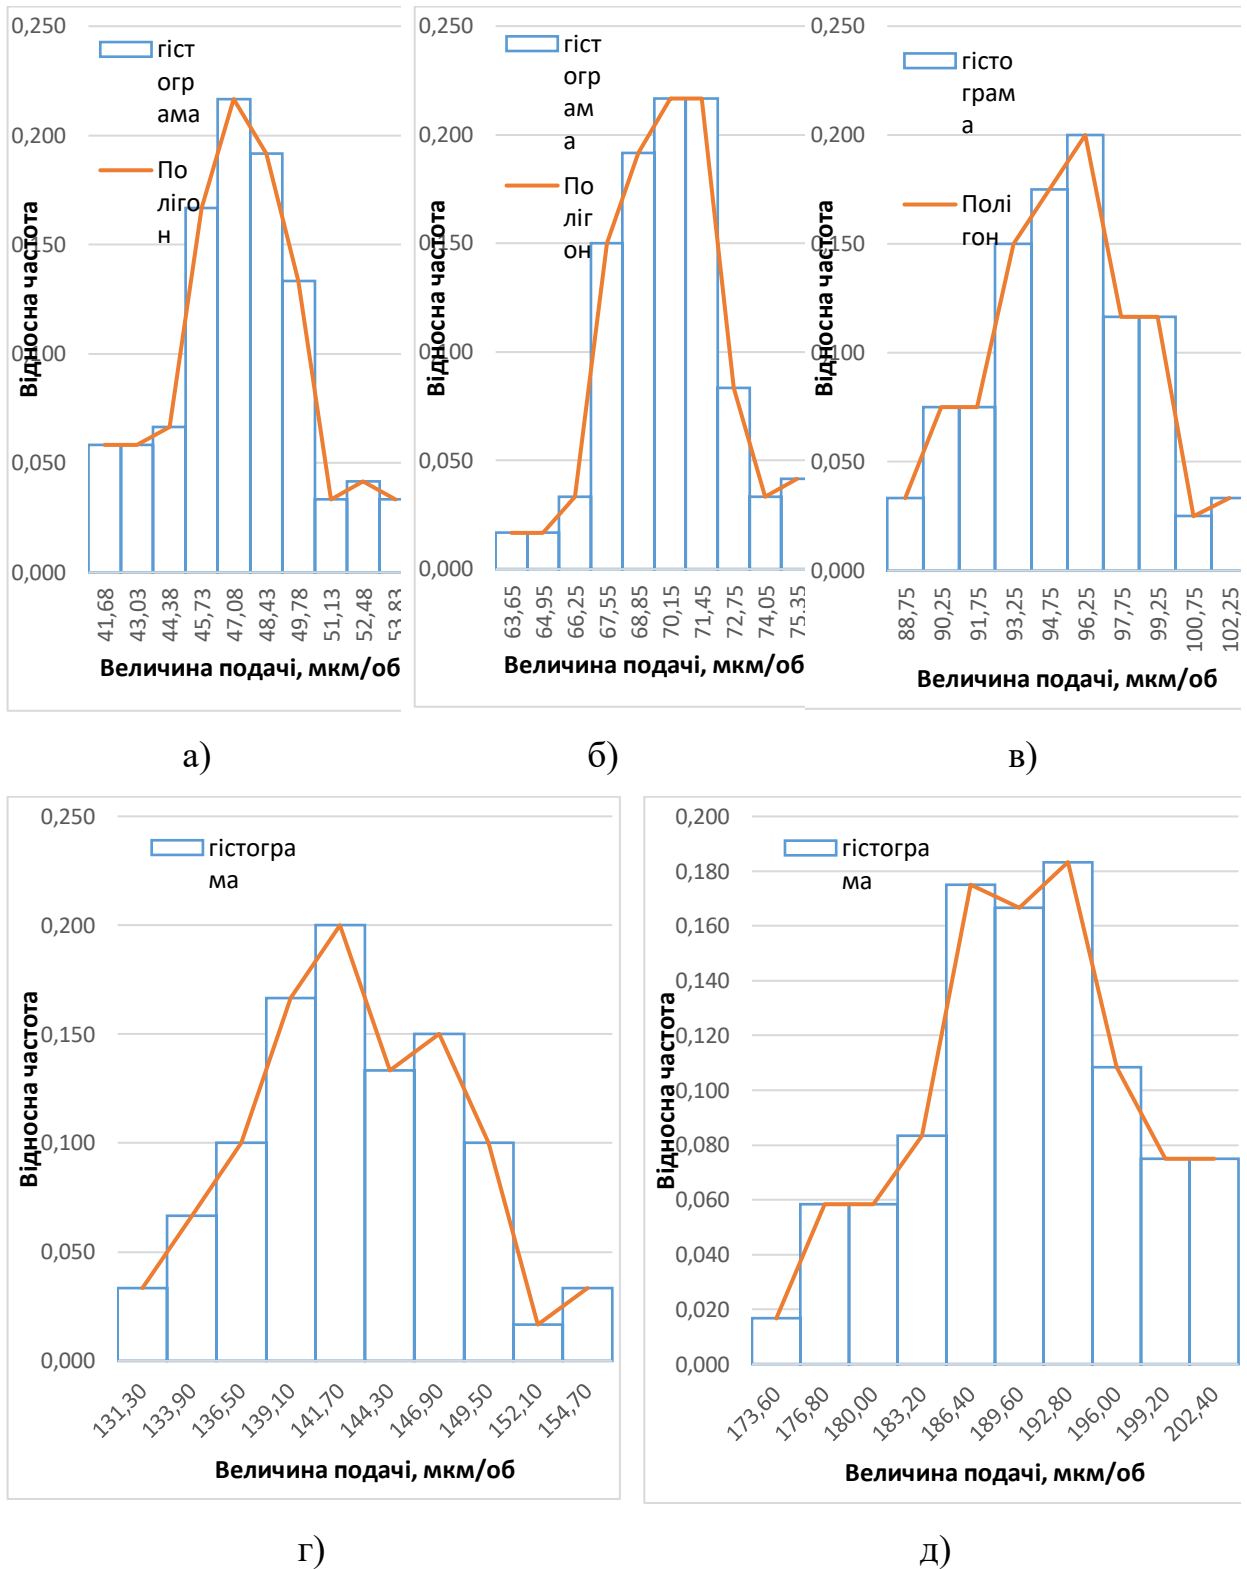 0,250
0,200
0,150
0,100
0,050
0,000
гіст
огр
ама
По
ліго
н
Відносна частота
41,68
43,03
44,38
45,73
47,08
48,43
49,78
51,13
52,48
53,83
Величина подачі, мкм/об
а)
0,250
0,200
0,150
0,100
0,050
0,000
гіст
огр
ам
а
По
ліг
он
Відносна частота
63,65
64,95
66,25
67,55
68,85
70,15
71,45
72,75
74,05
75,35
Величина подачі, мкм/об
б)
0,250
0,200
0,150
0,100
0,050
0,000
гісто
грам
а
Полі
гон
Відносна частота
88,75
90,25
91,75
93,25
94,75
96,25
97,75
99,25
100,75
102,25
Величина подачі, мкм/об
в)
0,250
0,200
0,150
0,100
0,050
0,000
гістогра
ма
Відносна частота
131,30
133,90
136,50
139,10
141,70
144,30
146,90
149,50
152,10
154,70
Величина подачі, мкм/об
г)
0,200
0,180
0,160
0,140
0,120
0,100
0,080
0,060
0,040
0,020
0,000
гістогра
ма
Відносна частота
173,60
176,80
180,00
183,20
186,40
189,60
192,80
196,00
199,20
202,40
Величина подачі, мкм/об
д)